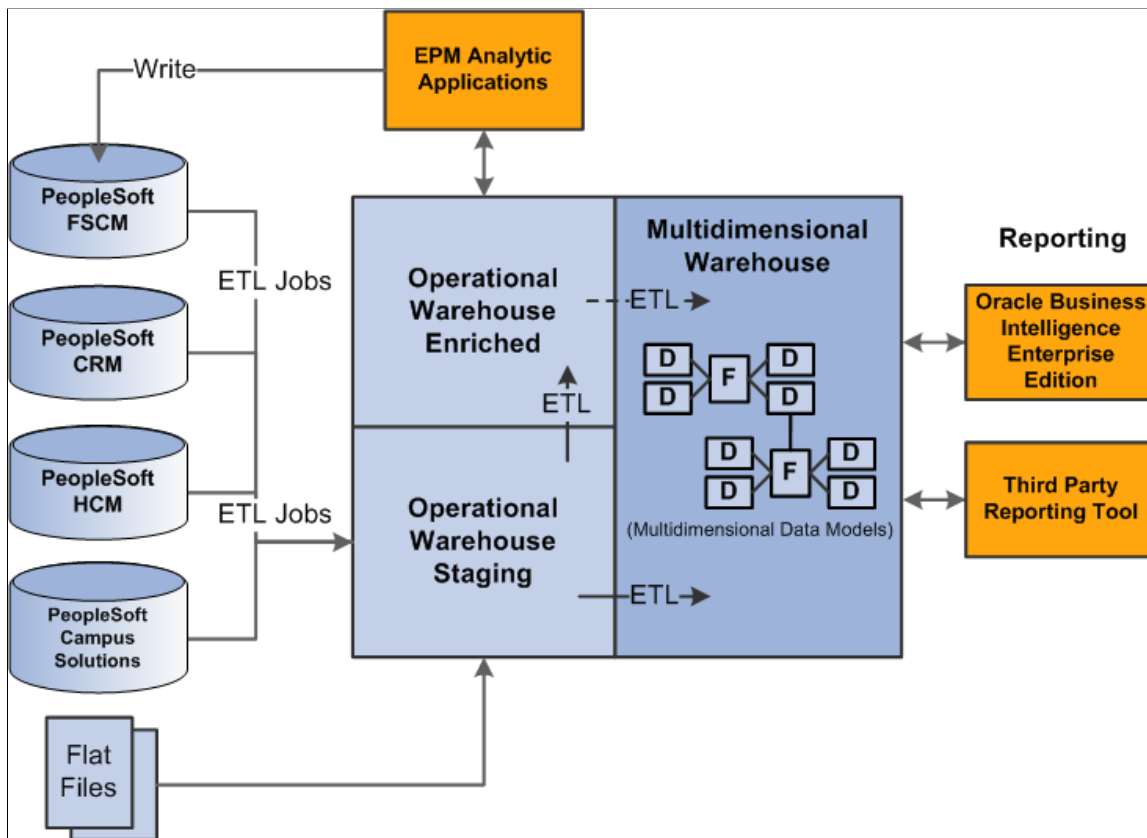 EPM Analytic
Applications
Write
PeopleSoft
FSCM
ETL Jobs
PeopleSoft
CRM
PeopleSoft
HCM
ETL Jobs
PeopleSoft
Campus
Solutions
Flat
Files
Operational
Warehouse
Enriched
ETL
Operational
Warehouse
Staging
Multidimensional
Warehouse
ETL
D
D
F
D
D
D
D
F
D
D
(Multidimensional Data Models)
ETL
Reporting
Oracle Business
Intelligence
Enterprise
Edition
Third Party
Reporting Tool